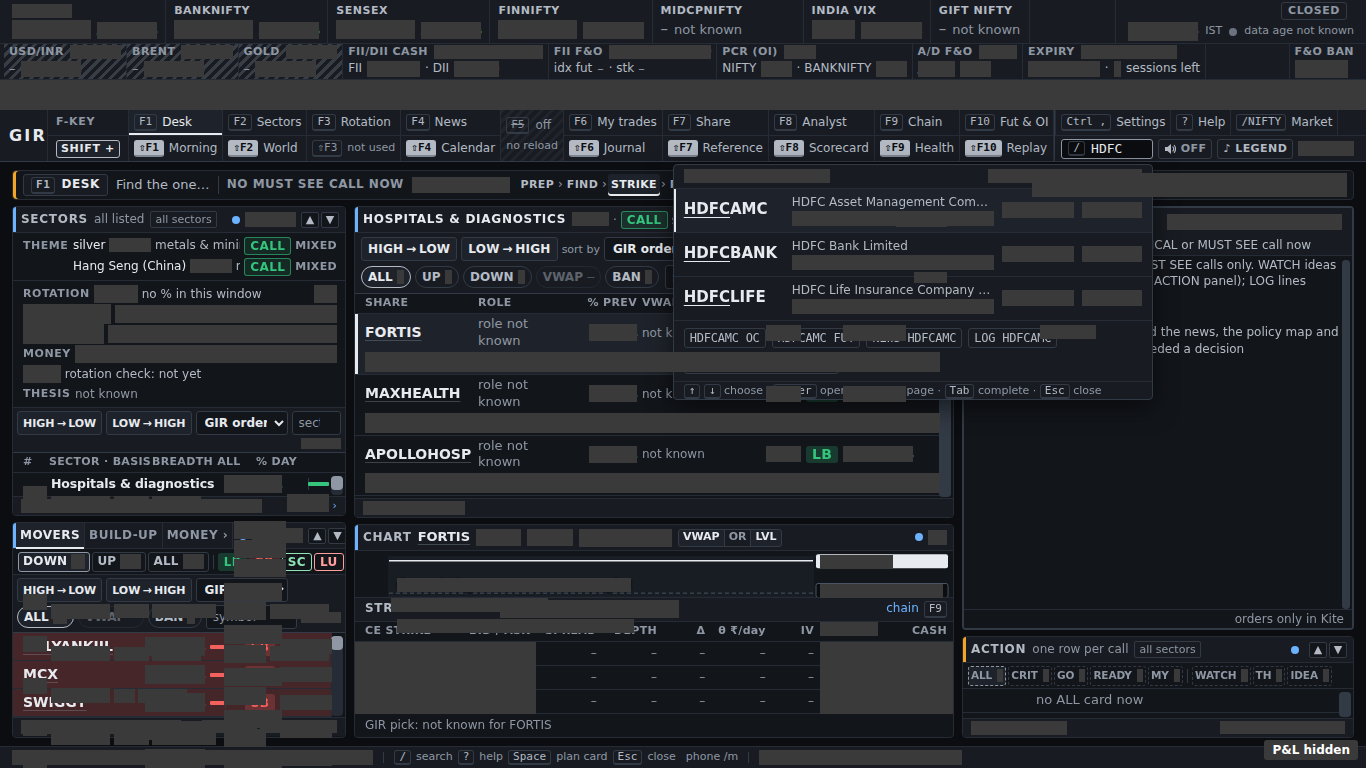 BANKNIFTY SENSEX FINNIFTY MIDCPNIFTY INDIA VIX GIFT NIFTY CLOSED
– not known – not known IST data age not known
USD/INR BRENT GOLD FII/DII CASH FII F&O PCR (OI) A/D F&O EXPIRY F&O BAN
– – – FII · DII idx fut – · stk – NIFTY · BANKNIFTY · sessions left
GIR F-KEY F1 Desk F2 Sectors F3 Rotation F4 News F5 off F6 My trades F7 Share F8 Analyst F9 Chain F10 Fut & OI Ctrl , Settings ? Help /NIFTY Market
SHIFT + ⇧F1 Morning ⇧F2 World ⇧F3 not used ⇧F4 Calendar no reload ⇧F6 Journal ⇧F7 Reference ⇧F8 Scorecard ⇧F9 Health ⇧F10 Replay / HDFC OFF ♪ LEGEND
F1 DESK Find the one… NO MUST SEE CALL NOW PREP › FIND › STRIKE ›
SECTORS all listed all sectors ▲ ▼
THEME silver metals & mini CALL MIXED
Hang Seng (China) CALL MIXED
ROTATION no % in this window
MONEY
rotation check: not yet
THESIS not known
HIGH→LOW LOW→HIGH GIR order
# SECTOR · BASIS BREADTH ALL % DAY
Hospitals & diagnostics
›
MOVERS BUILD-UP MONEY › ▲ ▼
DOWN UP ALL SC LU
HIGH→LOW LOW→HIGH
ALL
MCX
SWIGGY
HOSPITALS & DIAGNOSTICS · CALL
HIGH→LOW LOW→HIGH sort by GIR order
ALL UP DOWN VWAP – BAN
SHARE ROLE % PREV
FORTIS role not known
MAXHEALTH role not known
APOLLOHOSP role not known not known LB
HDFCAMC HDFC Asset Management Com…
HDFCBANK HDFC Bank Limited
HDFCLIFE HDFC Life Insurance Company …
HDFCAMC OC HDFCAMC LOG HDFCAMC
↑ ↓ choose page · Tab complete · Esc close
CHART FORTIS VWAP OR LVL
chain F9
Δ θ ₹/day IV CASH
– – – – –
– – – – –
– – – – –
GIR pick: not known for FORTIS
CAL or MUST SEE call now
SEE calls only. WATCH ideas
ACTION panel); LOG lines
the news, the policy map and
a decision
orders only in Kite
ACTION one row per call all sectors ▲ ▼
ALL CRIT GO READY MY WATCH TH IDEA
no ALL card now
/ search ? help Space plan card Esc close phone /m
P&L hidden